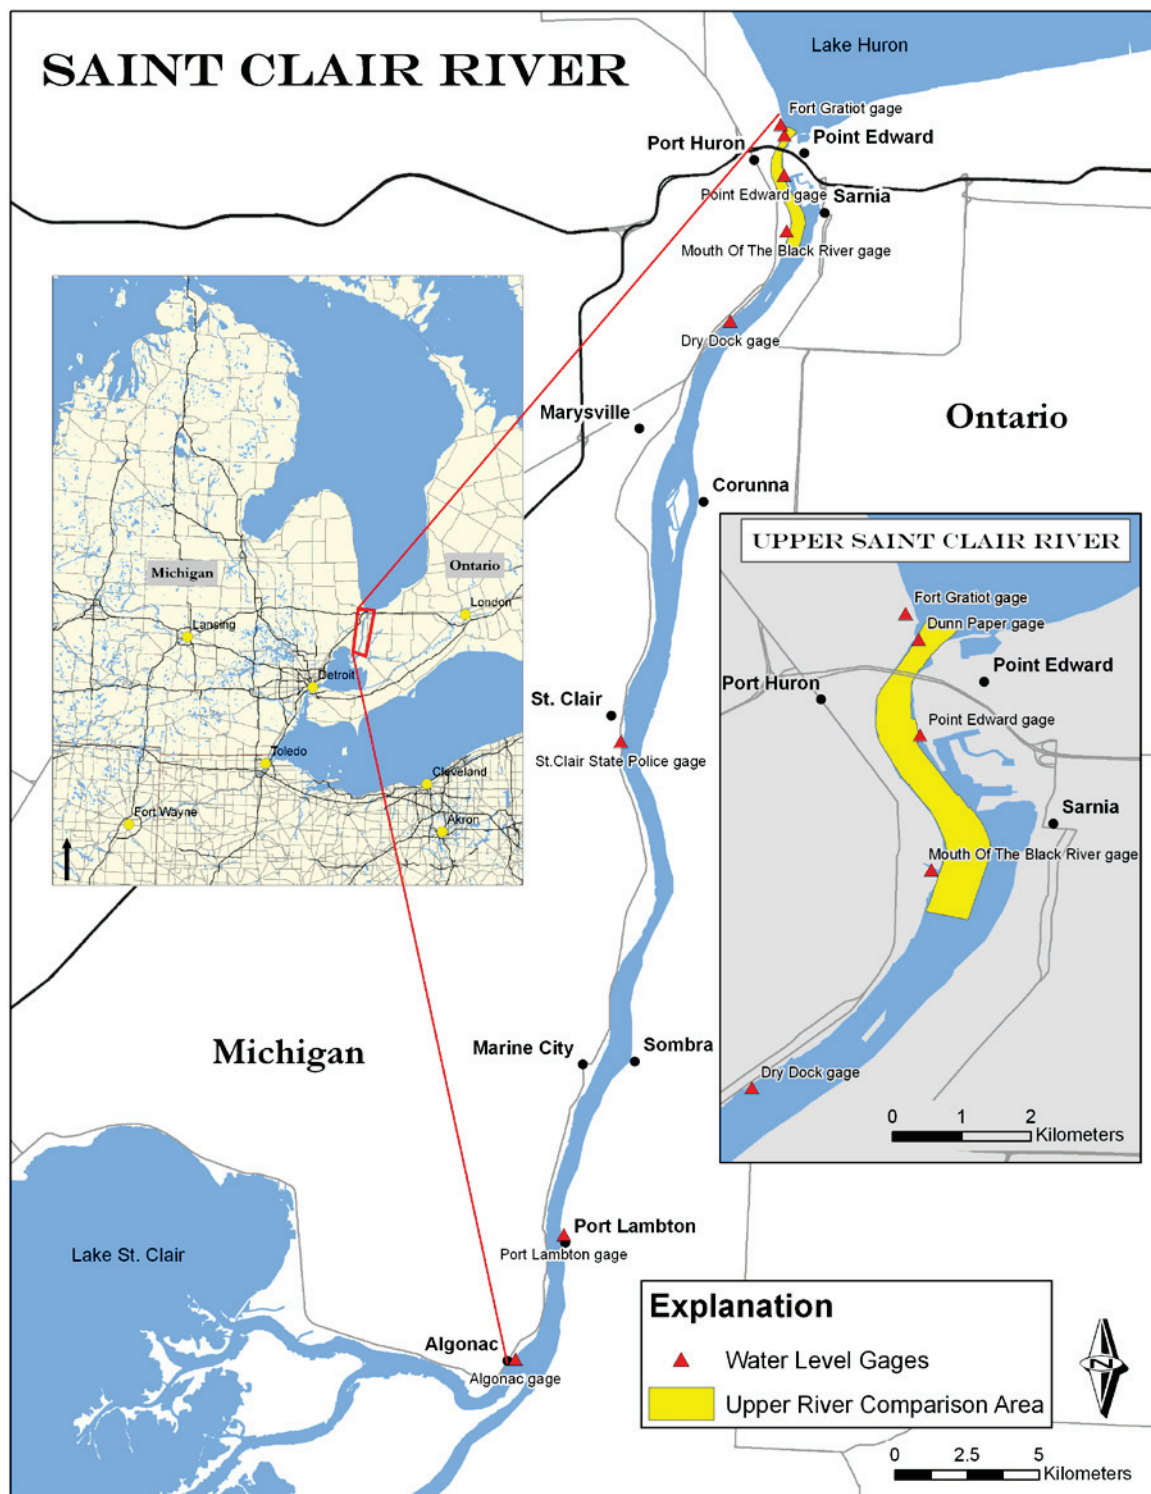 SAINT CLAIR RIVER
Lake Huron
Fort Gratiot gage
Port Huron
Point Edward
Point Edward gage
Sarnia
Mouth Of The Black River gage
Dry Dock gage
Marysville
Ontario
Corunna
Michigan
Ontario
London
Lansing
Detroit
Toledo
Cleveland
Fort Wayne
Akron
UPPER SAINT CLAIR RIVER
Fort Gratiot gage
Dunn Paper gage
Point Edward
Port Huron
Point Edward gage
Sarnia
Mouth Of The Black River gage
Dry Dock gage
0 1 2
Kilometers
St. Clair
St.Clair State Police gage
Michigan
Marine City
Sombra
Lake St. Clair
Port Lambton
Port Lambton gage
Algonac
Algonac gage
Explanation
Water Level Gages
Upper River Comparison Area
N
0 2.5 5
Kilometers